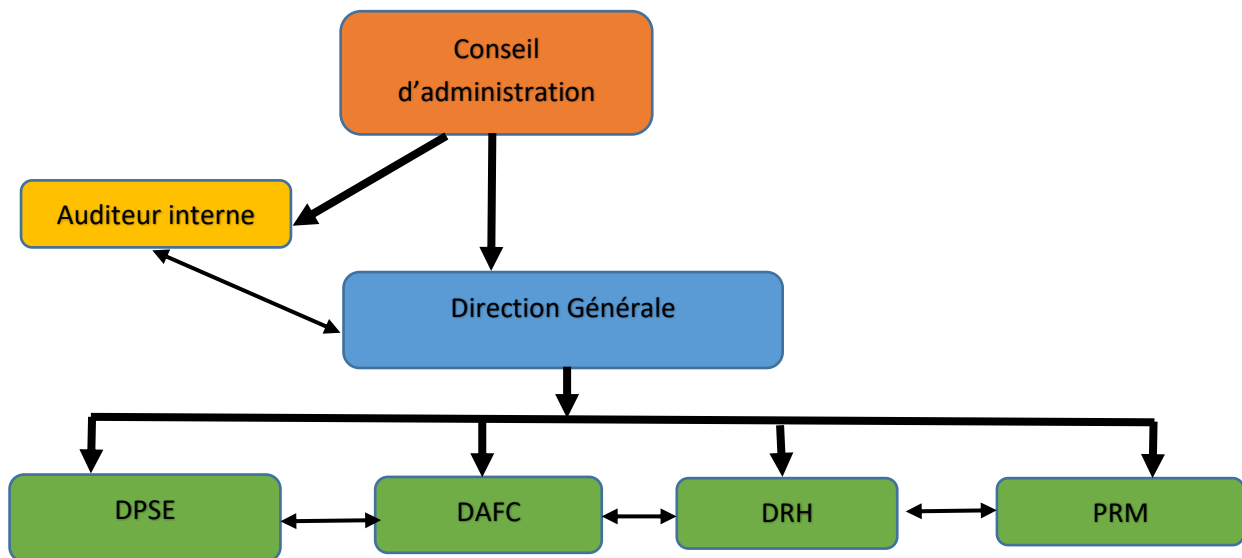 Conseil
d’administration
Auditeur interne
Direction Générale
DPSE
DAFC
DRH
PRM